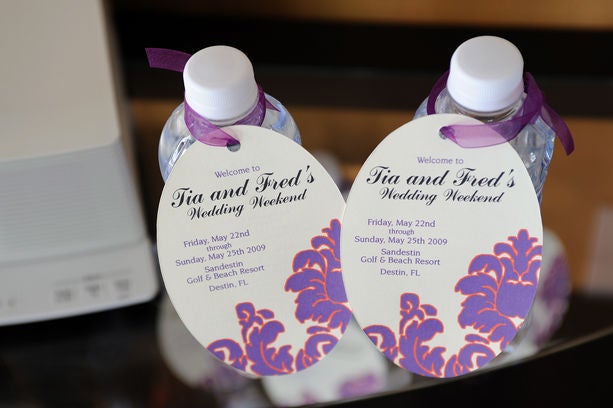 Welcome to
Tia and Fred's
Wedding Weekend
Friday, May 22nd
through
Sunday, May 25th 2009
Sandestin
Golf & Beach Resort
Destin, FL
Welcome to
Tia and Fred's
Wedding Weekend
Friday, May 22nd
through
Sunday, May 25th 2009
Sandestin
Golf & Beach Resort
Destin, FL